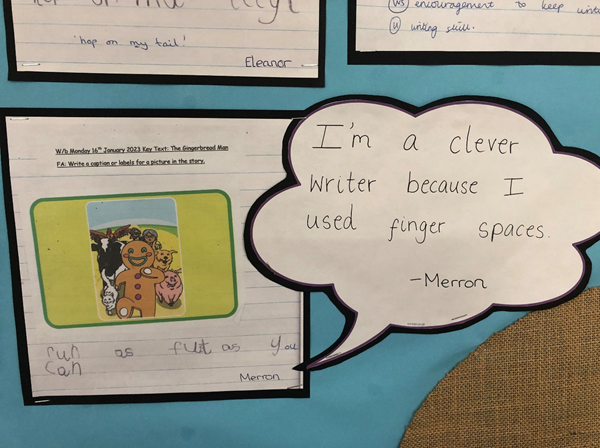 'hop on my tail!'
Eleanor
WS encouragement to keep
U writing skill.
W/b Monday 16th January 2023 Key Text: The Gingerbread Man
FA: Write a caption or labels for a picture in the story.
run as fust as you
can
Merron
I'm a clever
writer because I
used finger spaces.
-Merron